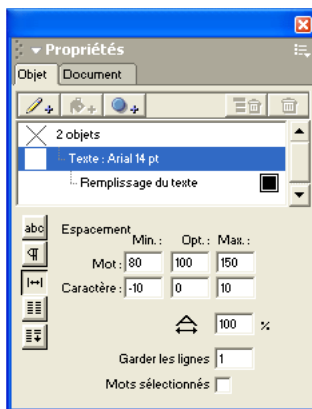 Propriétés
Objet Document
2 objets
Texte : Arial 14 pt
Remplissage du texte
abc Espacement
Min. : Opt. : Max. :
Mot : 80 100 150
Caractère : -10 0 10
100 %
Garder les lignes 1
Mots sélectionnés